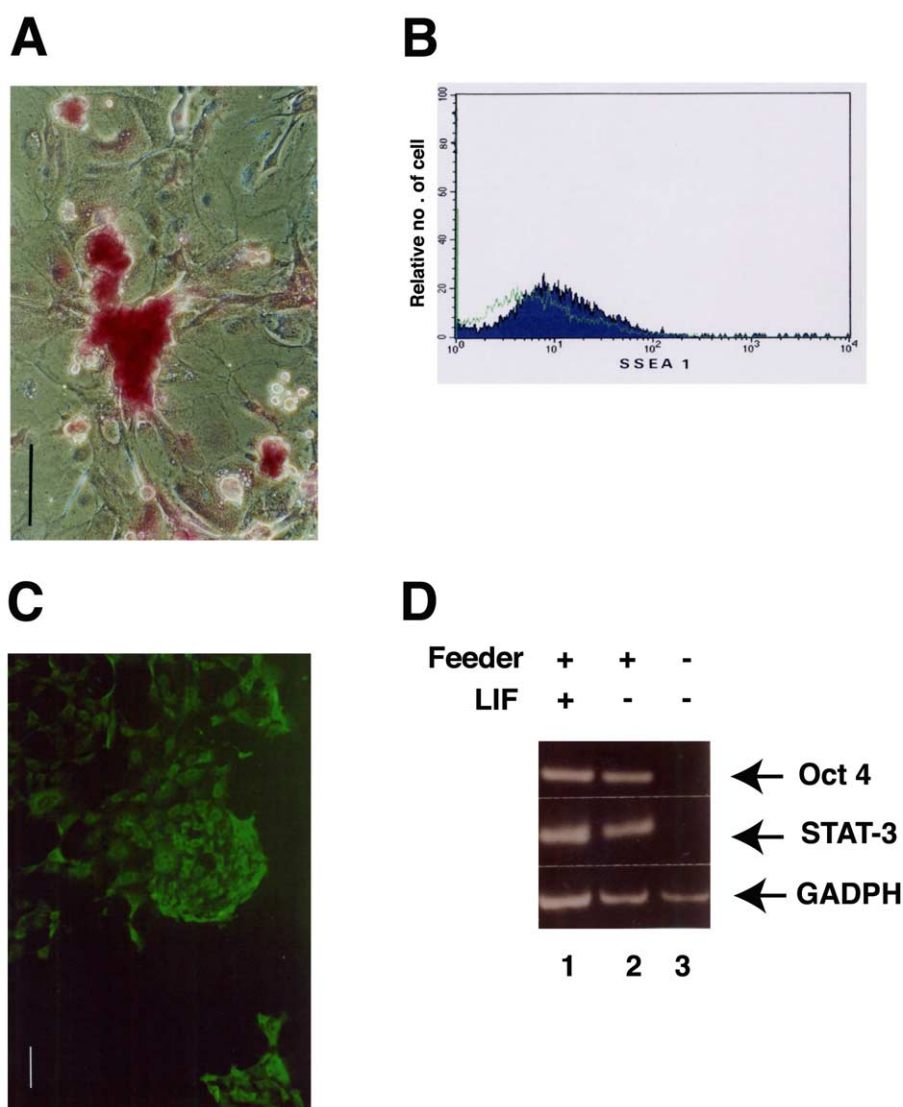 A
B
100
80
60
40
20
0
Relative no . of cell
10⁰ 10¹ 10² 10³ 10⁴
SSEA 1
C
D
Feeder + + -
LIF + - -
Oct 4
STAT-3
GADPH
1 2 3